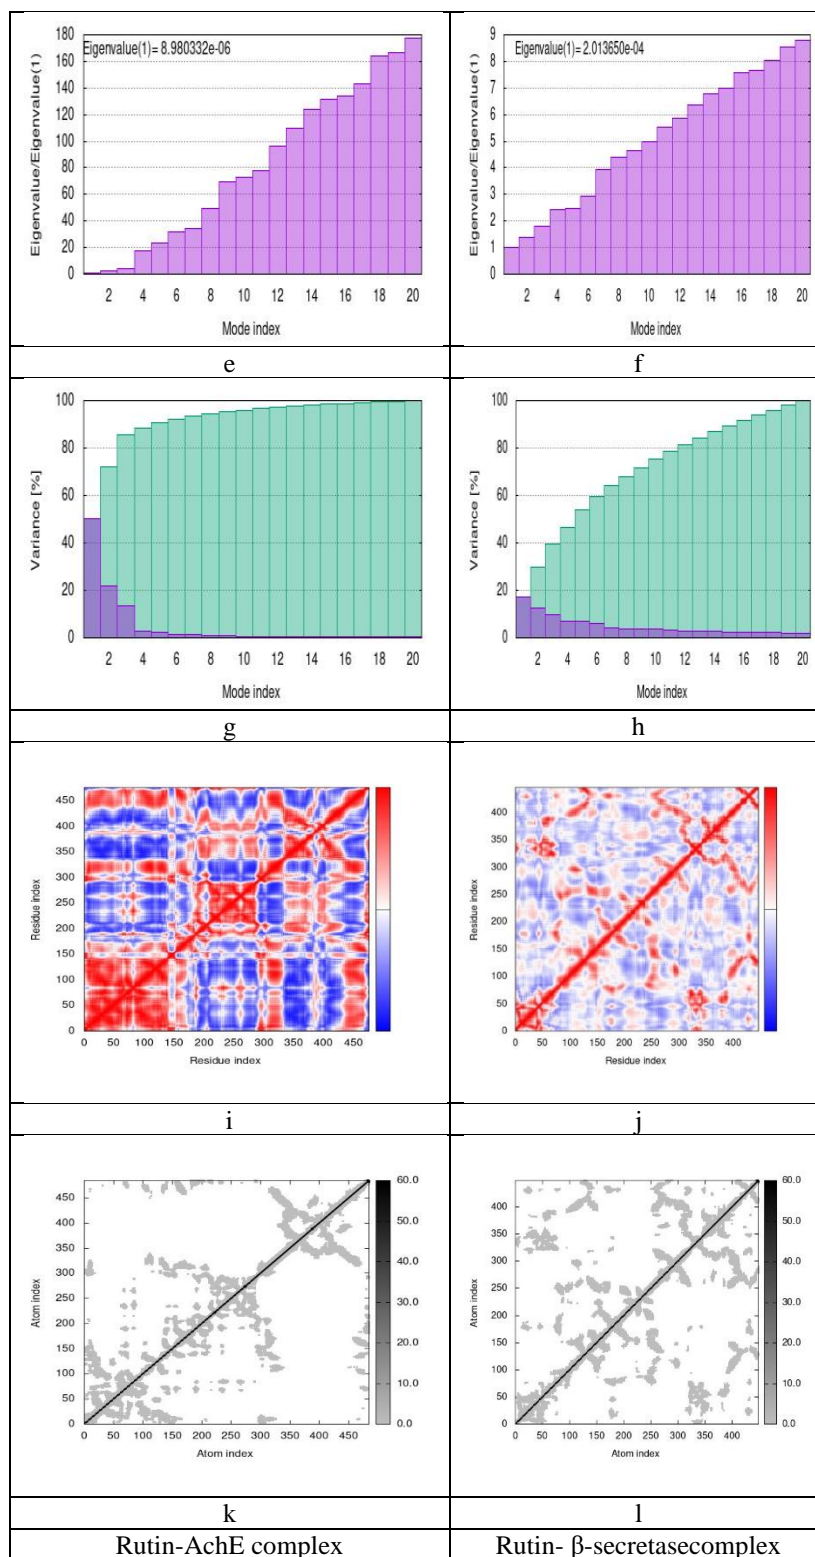 Eigenvalue(1)= 8.980332e-06
180
160
140
120
100
80
60
40
20
0
Eigenvalue/Eigenvalue(1)
2 4 6 8 10 12 14 16 18 20
Mode index
Eigenvalue(1)= 2.013650e-04
9
8
7
6
5
4
3
2
1
0
Eigenvalue/Eigenvalue(1)
2 4 6 8 10 12 14 16 18 20
Mode index
e f
100
80
60
40
20
0
Variance [%]
2 4 6 8 10 12 14 16 18 20
Mode index
100
80
60
40
20
0
Variance [%]
2 4 6 8 10 12 14 16 18 20
Mode index
g h
450
400
350
300
250
200
150
100
50
0
Residue index
0 50 100 150 200 250 300 350 400 450
Residue index
400
350
300
250
200
150
100
50
0
Residue index
0 50 100 150 200 250 300 350 400
Residue index
i j
450
400
350
300
250
200
150
100
50
0
Atom index
0 50 100 150 200 250 300 350 400 450
Atom index
60.0
50.0
40.0
30.0
20.0
10.0
0.0
400
350
300
250
200
150
100
50
0
Atom index
0 50 100 150 200 250 300 350 400
Atom index
60.0
50.0
40.0
30.0
20.0
10.0
0.0
k l
Rutin-AchE complex Rutin- β-secretasecomplex